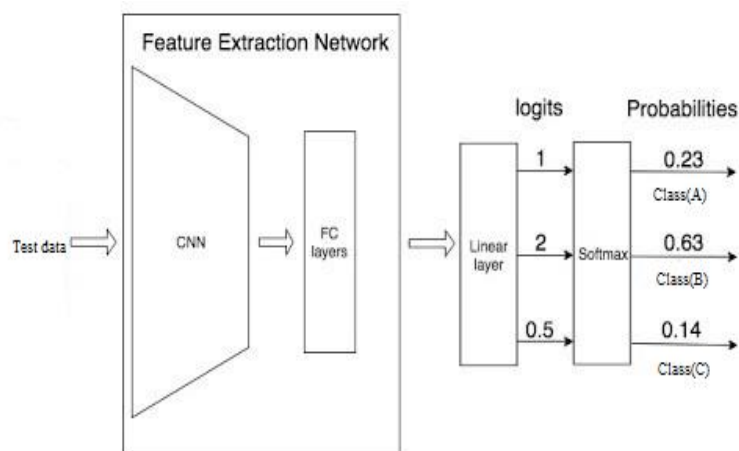 Feature Extraction Network
logits
Probabilities
1
0.23
Class(A)
Test data
CNN
FC
layers
Linear
layer
2
Softmax
0.63
Class(B)
0.5
0.14
Class(C)